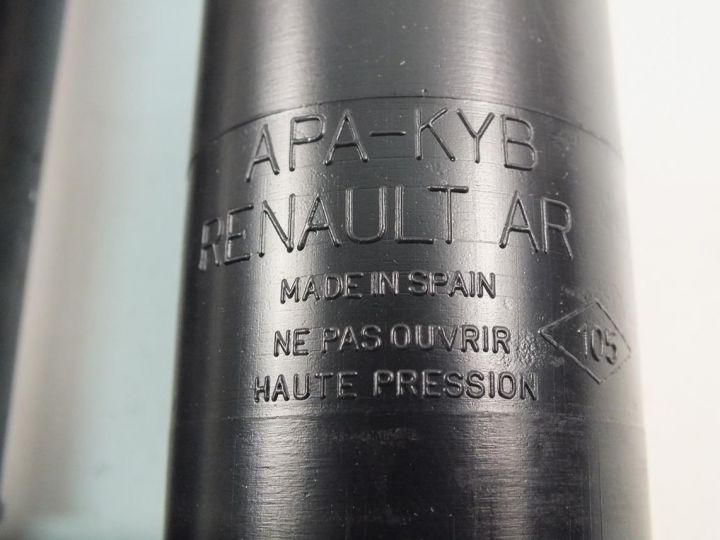 APA-KYB
RENAULT AR
MADE IN SPAIN
NE PAS OUVRIR
105
HAUTE PRESSION